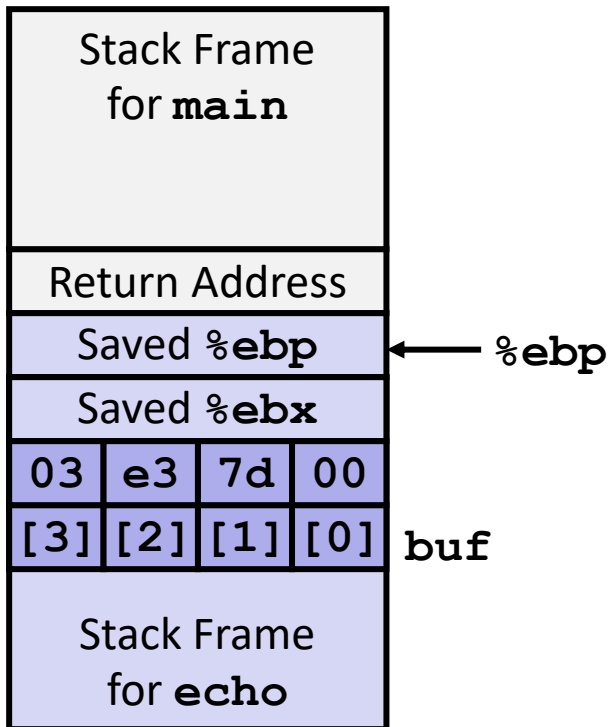 Stack Frame
for main
Return Address
Saved %ebp
%ebp
Saved %ebx
03 e3 7d 00
[3] [2] [1] [0] buf
Stack Frame
for echo